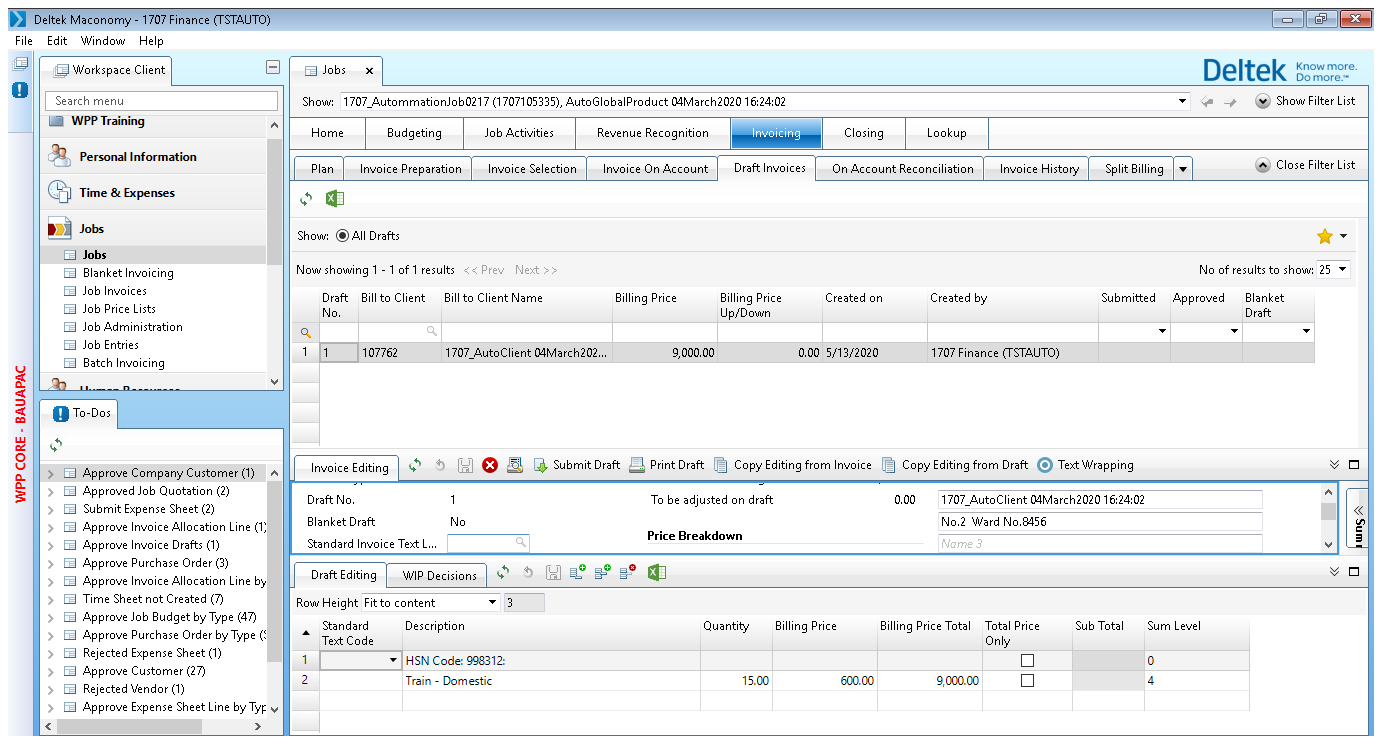 Deltek Maconomy - 1707 Finance (TSTAUTO)
File Edit Window Help
WPP CORE - BAUAPAC
Workspace Client
Search menu
WPP Training
Personal Information
Time & Expenses
Jobs
Jobs
Blanket Invoicing
Job Invoices
Job Price Lists
Job Administration
Job Entries
Batch Invoicing
To-Dos
Approve Company Customer (1)
Approved Job Quotation (2)
Submit Expense Sheet (2)
Approve Invoice Allocation Line (1)
Approve Invoice Drafts (1)
Approve Purchase Order (3)
Approve Invoice Allocation Line by
Time Sheet not Created (7)
Approve Job Budget by Type (47)
Approve Purchase Order by Type (
Rejected Expense Sheet (1)
Approve Customer (27)
Rejected Vendor (1)
Approve Expense Sheet Line by Typ
Jobs x
Deltek Know more. Do more.™
Show: 1707_AutommationJob0217 (1707105335), AutoGlobalProduct 04March2020 16:24:02 Show Filter List
Home Budgeting Job Activities Revenue Recognition Invoicing Closing Lookup
Plan Invoice Preparation Invoice Selection Invoice On Account Draft Invoices On Account Reconciliation Invoice History Split Billing Close Filter List
Show: All Drafts
Now showing 1 - 1 of 1 results << Prev Next >> No of results to show: 25
Draft No. Bill to Client Bill to Client Name Billing Price Billing Price Up/Down Created on Created by Submitted Approved Blanket Draft
1 1 107762 1707_AutoClient 04March202... 9,000.00 0.00 5/13/2020 1707 Finance (TSTAUTO)
Invoice Editing Submit Draft Print Draft Copy Editing from Invoice Copy Editing from Draft Text Wrapping
Draft No. 1 To be adjusted on draft 0.00 1707_AutoClient 04March2020 16:24:02
Blanket Draft No No.2 Ward No.8456
Standard Invoice Text L... Price Breakdown Name 3
Draft Editing WIP Decisions
Row Height Fit to content 3
Standard Text Code Description Quantity Billing Price Billing Price Total Total Price Only Sub Total Sum Level
1 HSN Code: 998312: 0
2 Train - Domestic 15.00 600.00 9,000.00 4